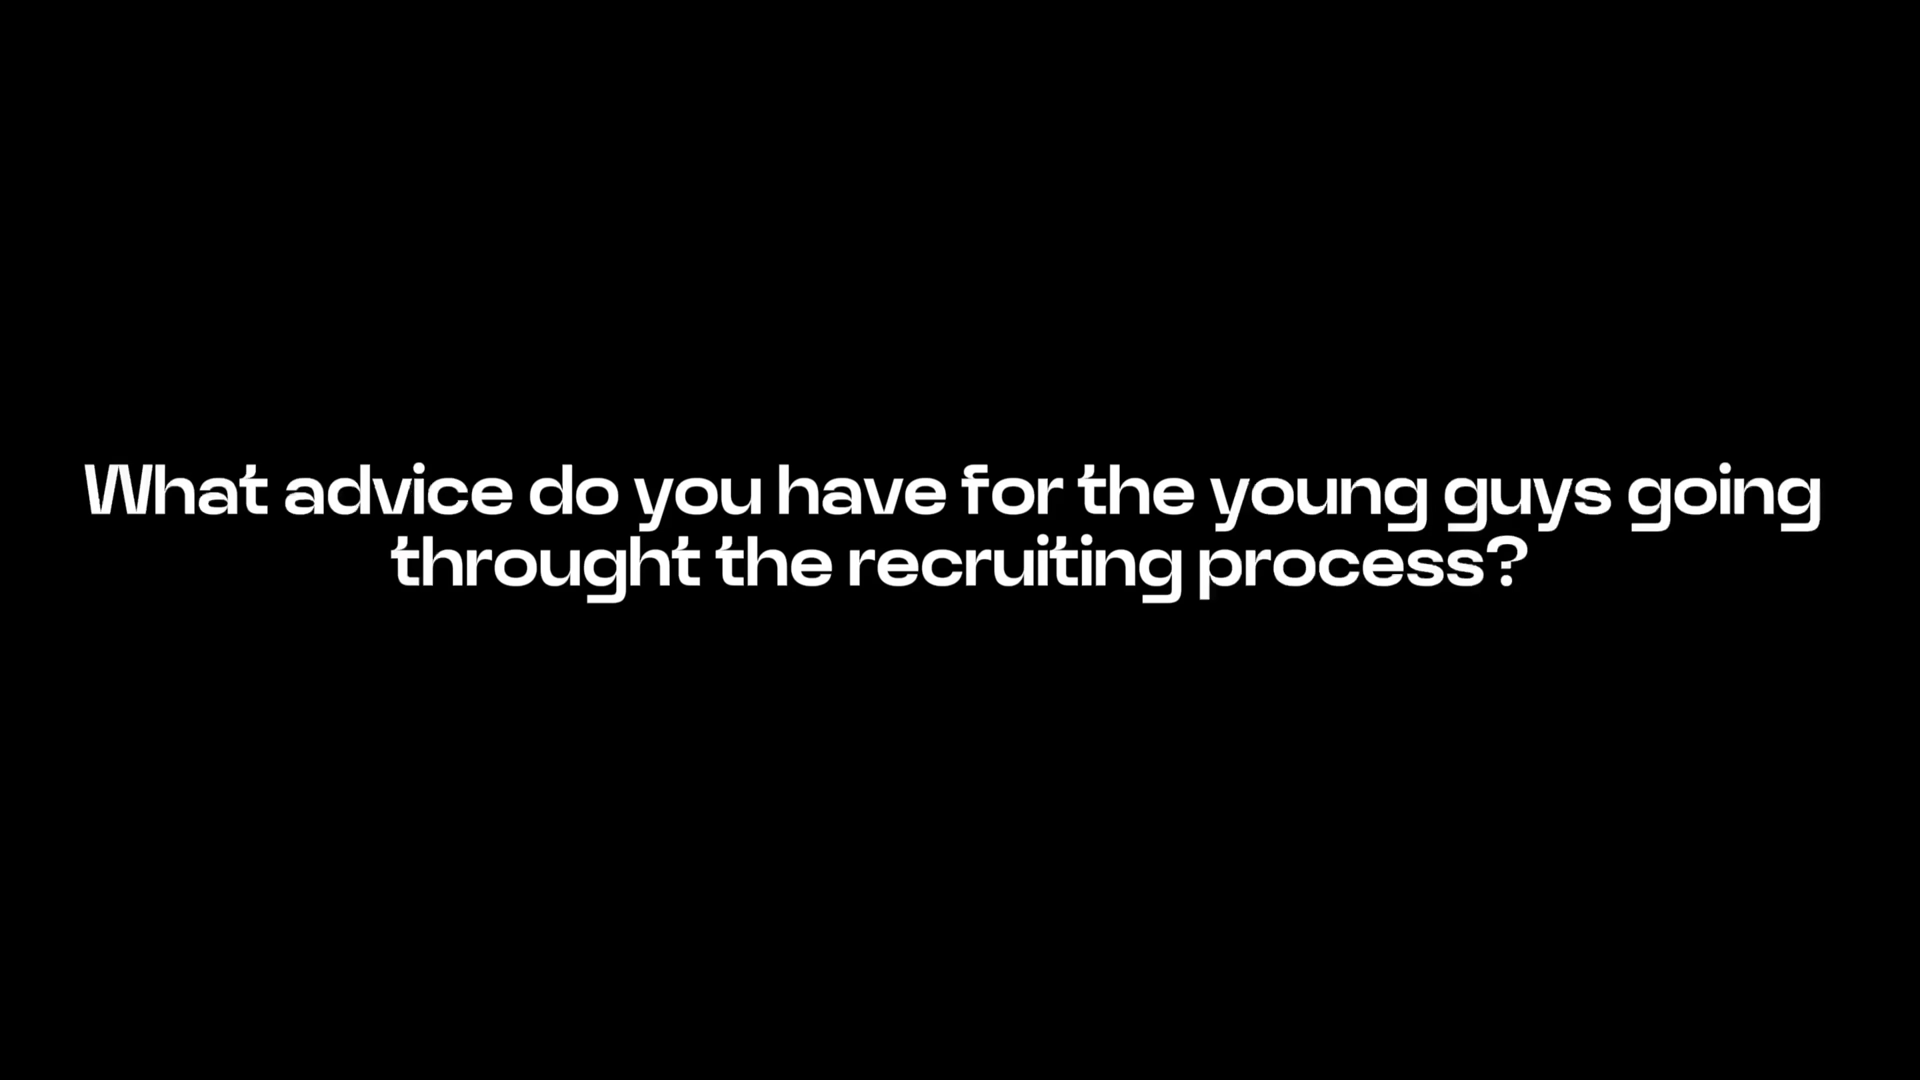 What advice do you have for the young guys going
throught the recruiting process?